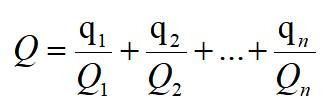 Q = q₁/Q₁ + q₂/Q₂ + ... + qₙ/Qₙ